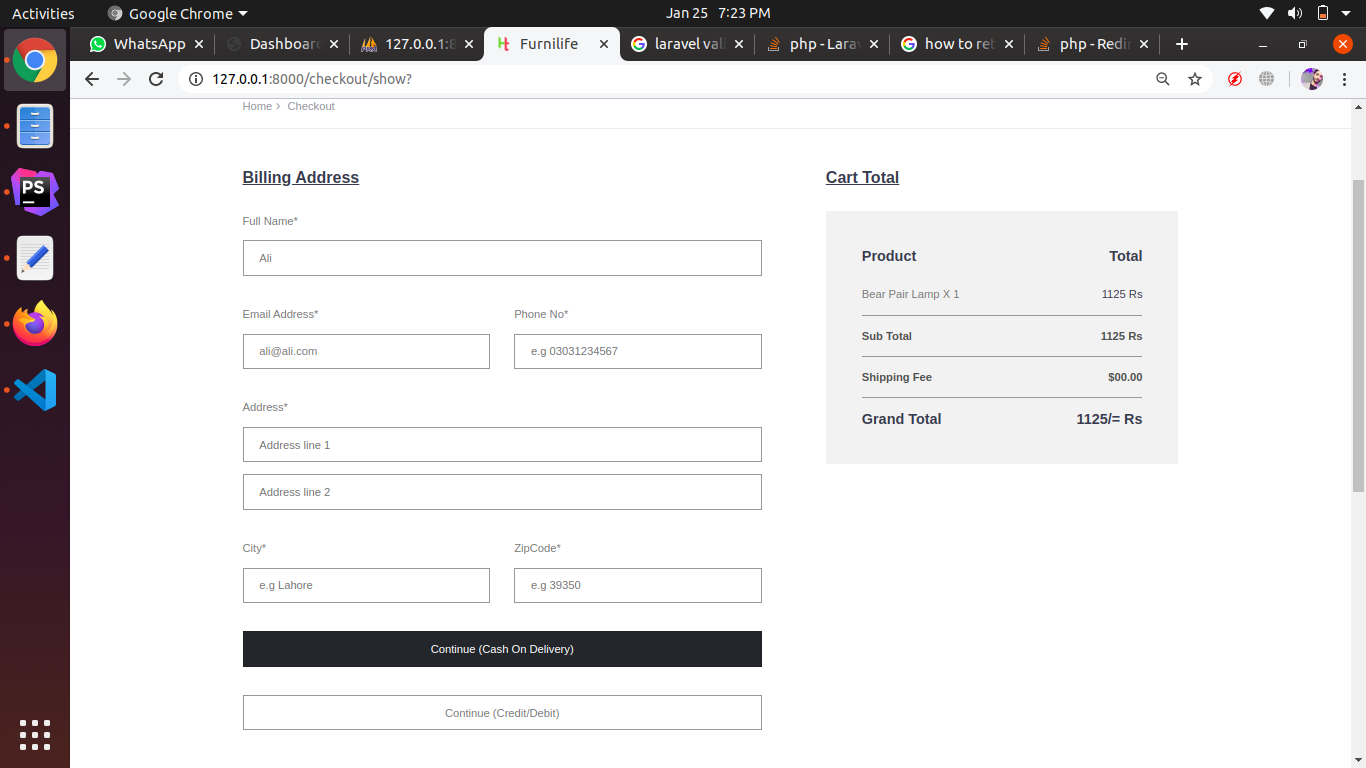 Activities Google Chrome Jan 25 7:23 PM
WhatsApp Dashboar 127.0.0.1:8 Furnilife laravel vali php - Larav how to ret php - Redir
127.0.0.1:8000/checkout/show?
Home > Checkout
Billing Address
Full Name*
Ali
Email Address* Phone No*
ali@ali.com e.g 03031234567
Address*
Address line 1
Address line 2
City* ZipCode*
e.g Lahore e.g 39350
Continue (Cash On Delivery)
Continue (Credit/Debit)
Cart Total
Product Total
Bear Pair Lamp X 1 1125 Rs
Sub Total 1125 Rs
Shipping Fee $00.00
Grand Total 1125/= Rs
PS